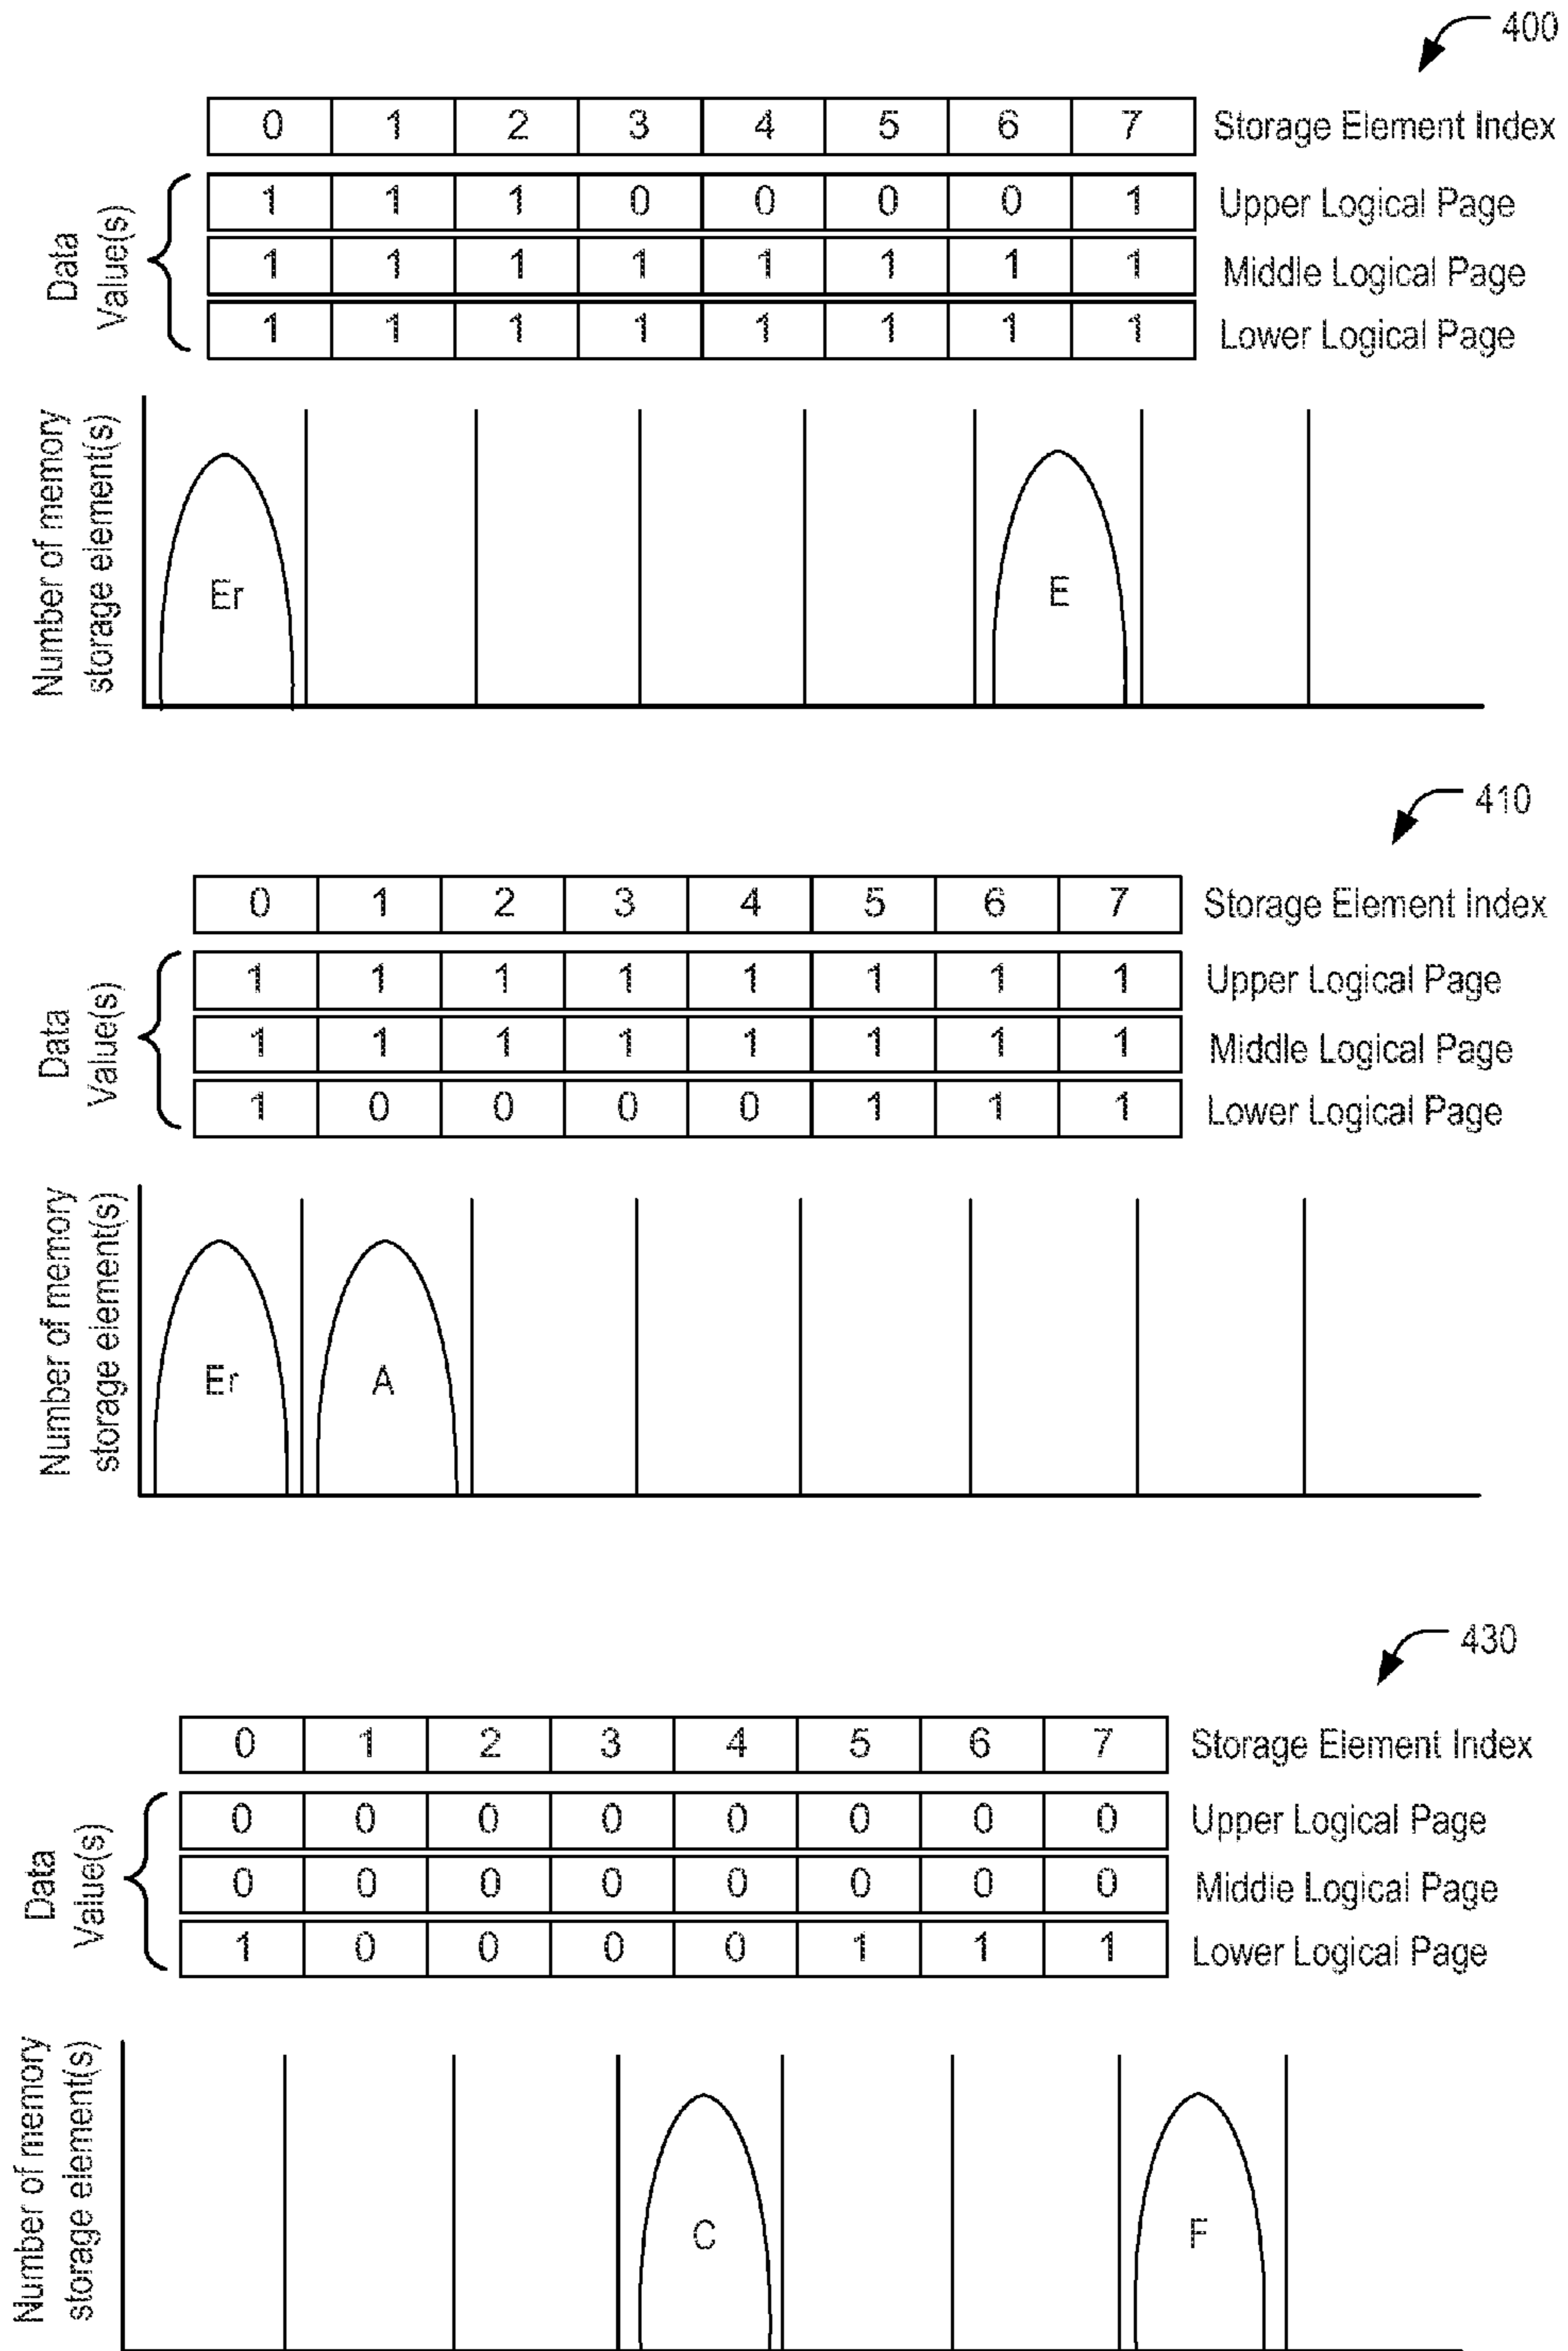 400
0 1 2 3 4 5 6 7 Storage Element Index
Data
Value(s)
1 1 1 0 0 0 0 1 Upper Logical Page
1 1 1 1 1 1 1 1 Middle Logical Page
1 1 1 1 1 1 1 1 Lower Logical Page
Number of memory
storage element(s)
Er E
410
0 1 2 3 4 5 6 7 Storage Element Index
Data
Value(s)
1 1 1 1 1 1 1 1 Upper Logical Page
1 1 1 1 1 1 1 1 Middle Logical Page
1 0 0 0 0 1 1 1 Lower Logical Page
Number of memory
storage element(s)
Er A
430
0 1 2 3 4 5 6 7 Storage Element Index
Data
Value(s)
0 0 0 0 0 0 0 0 Upper Logical Page
0 0 0 0 0 0 0 0 Middle Logical Page
1 0 0 0 0 1 1 1 Lower Logical Page
Number of memory
storage element(s)
C F